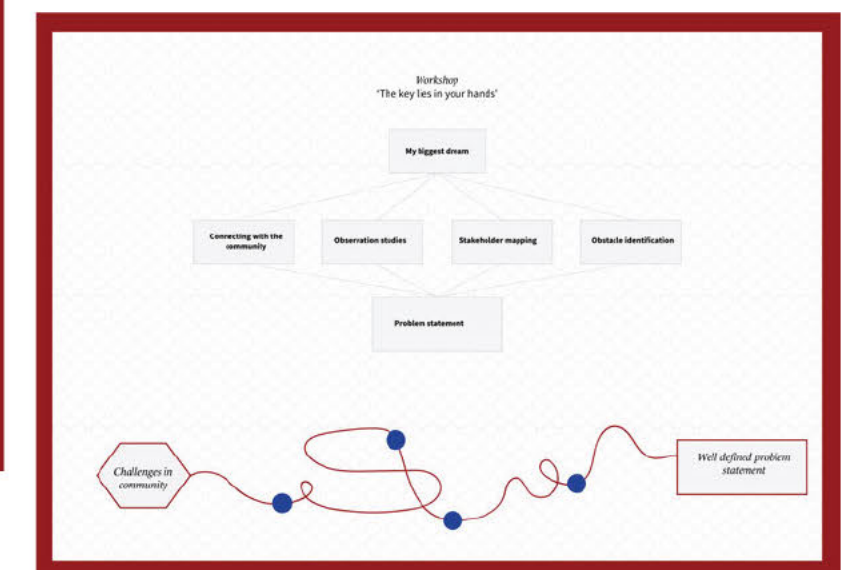 Workshop
'The key lies in your hands'
My biggest dream
Connecting with the
community
Observation studies
Stakeholder mapping
Obstacle identification
Problem statement
Challenges in
community
Well defined problem
statement